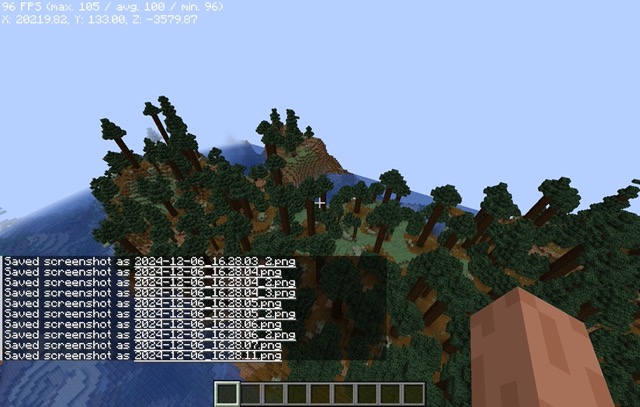 96 FPS (max. 105 / avg. 100 / min. 96)
X: 20219.82, Y: 133.00, Z: -3579.87
Saved screenshot as 2024-12-06_16.28.03_2.png
Saved screenshot as 2024-12-06_16.28.04.png
Saved screenshot as 2024-12-06_16.28.04_2.png
Saved screenshot as 2024-12-06_16.28.04_3.png
Saved screenshot as 2024-12-06_16.28.05.png
Saved screenshot as 2024-12-06_16.28.05_2.png
Saved screenshot as 2024-12-06_16.28.06.png
Saved screenshot as 2024-12-06_16.28.06_2.png
Saved screenshot as 2024-12-06_16.28.07.png
Saved screenshot as 2024-12-06_16.28.11.png